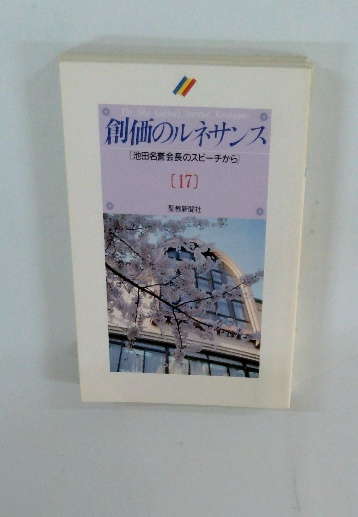 創価のルネサンス
［池田名誉会長のスピーチから］
［17］
聖教新聞社